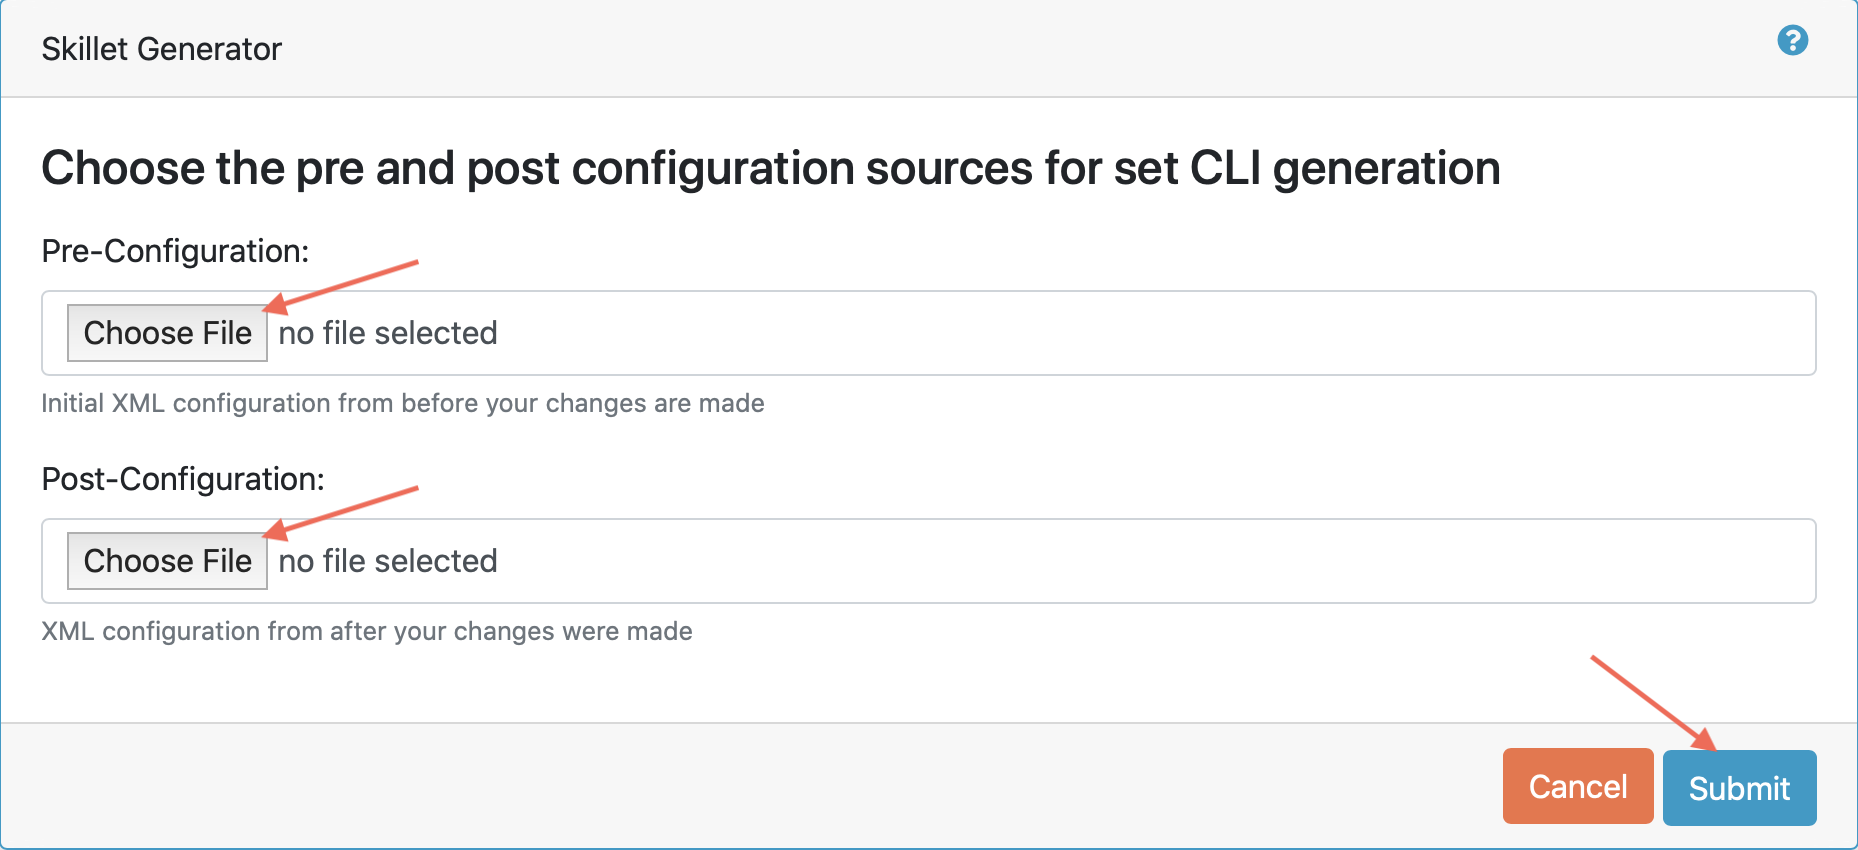 Skillet Generator
?
Choose the pre and post configuration sources for set CLI generation
Pre-Configuration:
Choose File no file selected
Initial XML configuration from before your changes are made
Post-Configuration:
Choose File no file selected
XML configuration from after your changes were made
Cancel Submit